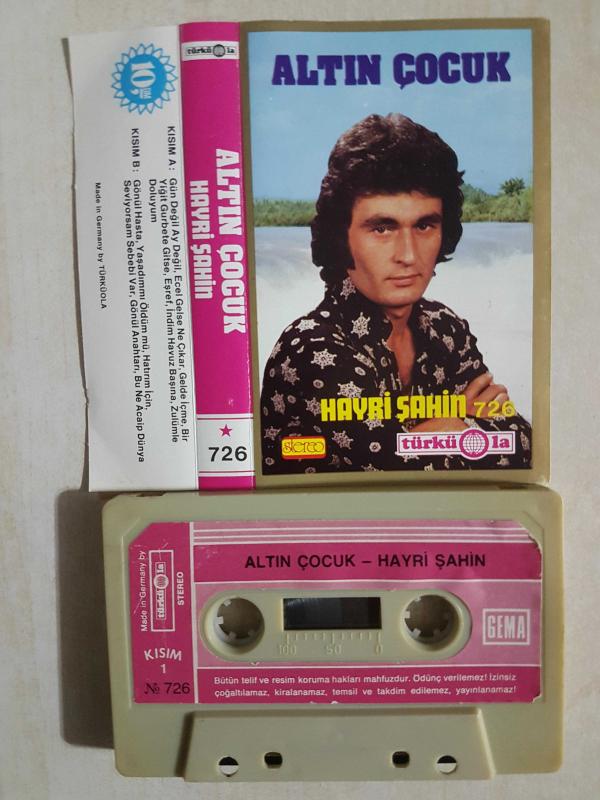 türkü la
10. YIL
ALTIN ÇOCUK
HAYRİ ŞAHİN
KISIM A :
Gün Değil Ay Değil, Ecel Gelse Ne Çıkar, Gelde İçme, Bir
Yiğit Gurbete Gitse, Eşref, İndim Havuz Başına, Zulümle
Doluyum
KISIM B :
Gönül Hasta, Yaşadımmı Öldüm mü, Hatırım İçin,
Seviyorsam Sebebi Var, Gönül Anahtarı, Bu Ne Acaip Dünya
Made in Germany by TÜRKÜOLA
★
726
ALTIN ÇOCUK
HAYRİ ŞAHİN 726
stereo
türkü la
ALTIN ÇOCUK – HAYRİ ŞAHİN
Made in Germany by
türkü la
STEREO
KISIM
1
№ 726
100 50 0
GEMA
Bütün telif ve resim koruma hakları mahfuzdur. Ödünç verilemez! İzinsiz
çoğaltılamaz, kiralanamaz, temsil ve takdim edilemez, yayınlanamaz!